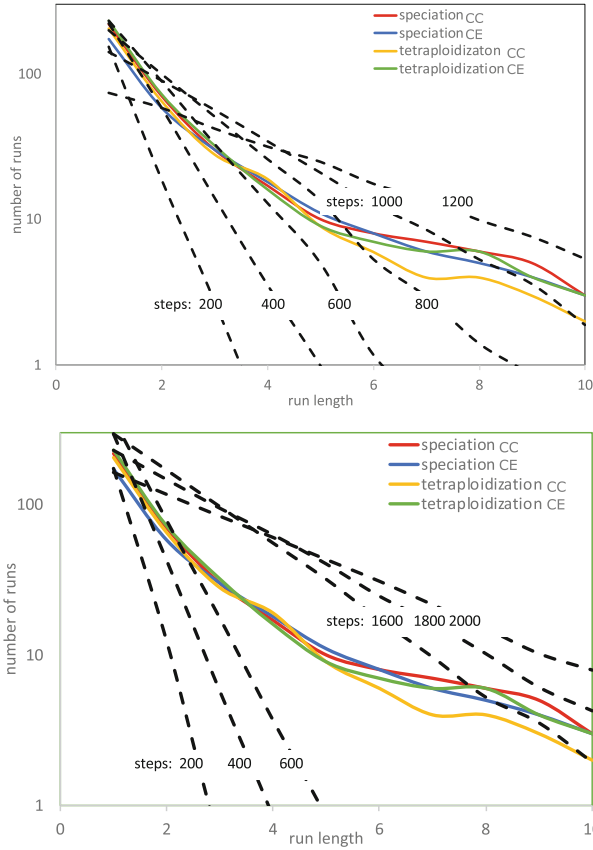 speciation CC
speciation CE
tetraploidizaton CC
tetraploidization CE
100
number of runs
steps: 1000 1200
10
steps: 200 400 600 800
1
0 2 4 6 8 10
run length
speciation CC
speciation CE
tetraploidization CC
tetraploidization CE
100
number of runs
steps: 1600 1800 2000
10
steps: 200 400 600
1
0 2 4 6 8
run length